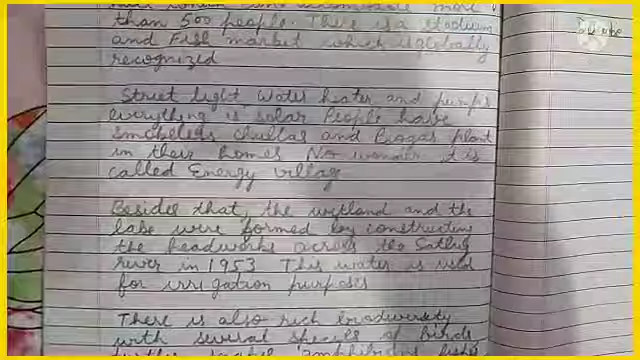 than 500 people. There is a stadium
and Fish market which is globally
recognized
Street light, Water heater and pumps
everything is solar People have
smokeless chullas and Biogas plant
in their homes No wonder it is
called Energy village
Besides that, the wetland and the
lake were formed by constructing
the headworks across the Satluj
river in 1953 This water is used
for irrigation purposes
There is also rich biodiversity
with several species of Birds